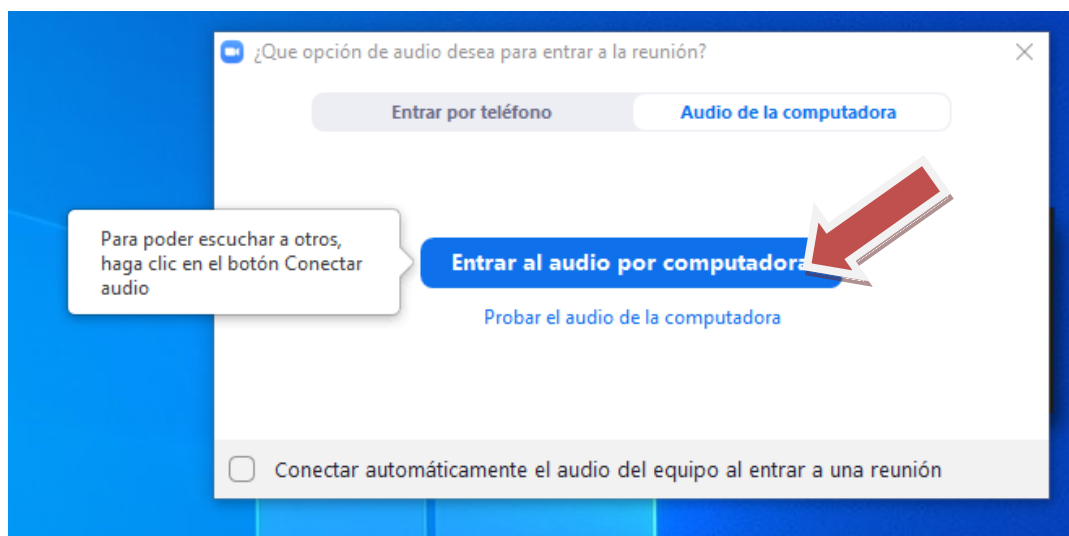 ¿Que opción de audio desea para entrar a la reunión?
Entrar por teléfono
Audio de la computadora
Para poder escuchar a otros,
haga clic en el botón Conectar
audio
Entrar al audio por computadora
Probar el audio de la computadora
Conectar automáticamente el audio del equipo al entrar a una reunión